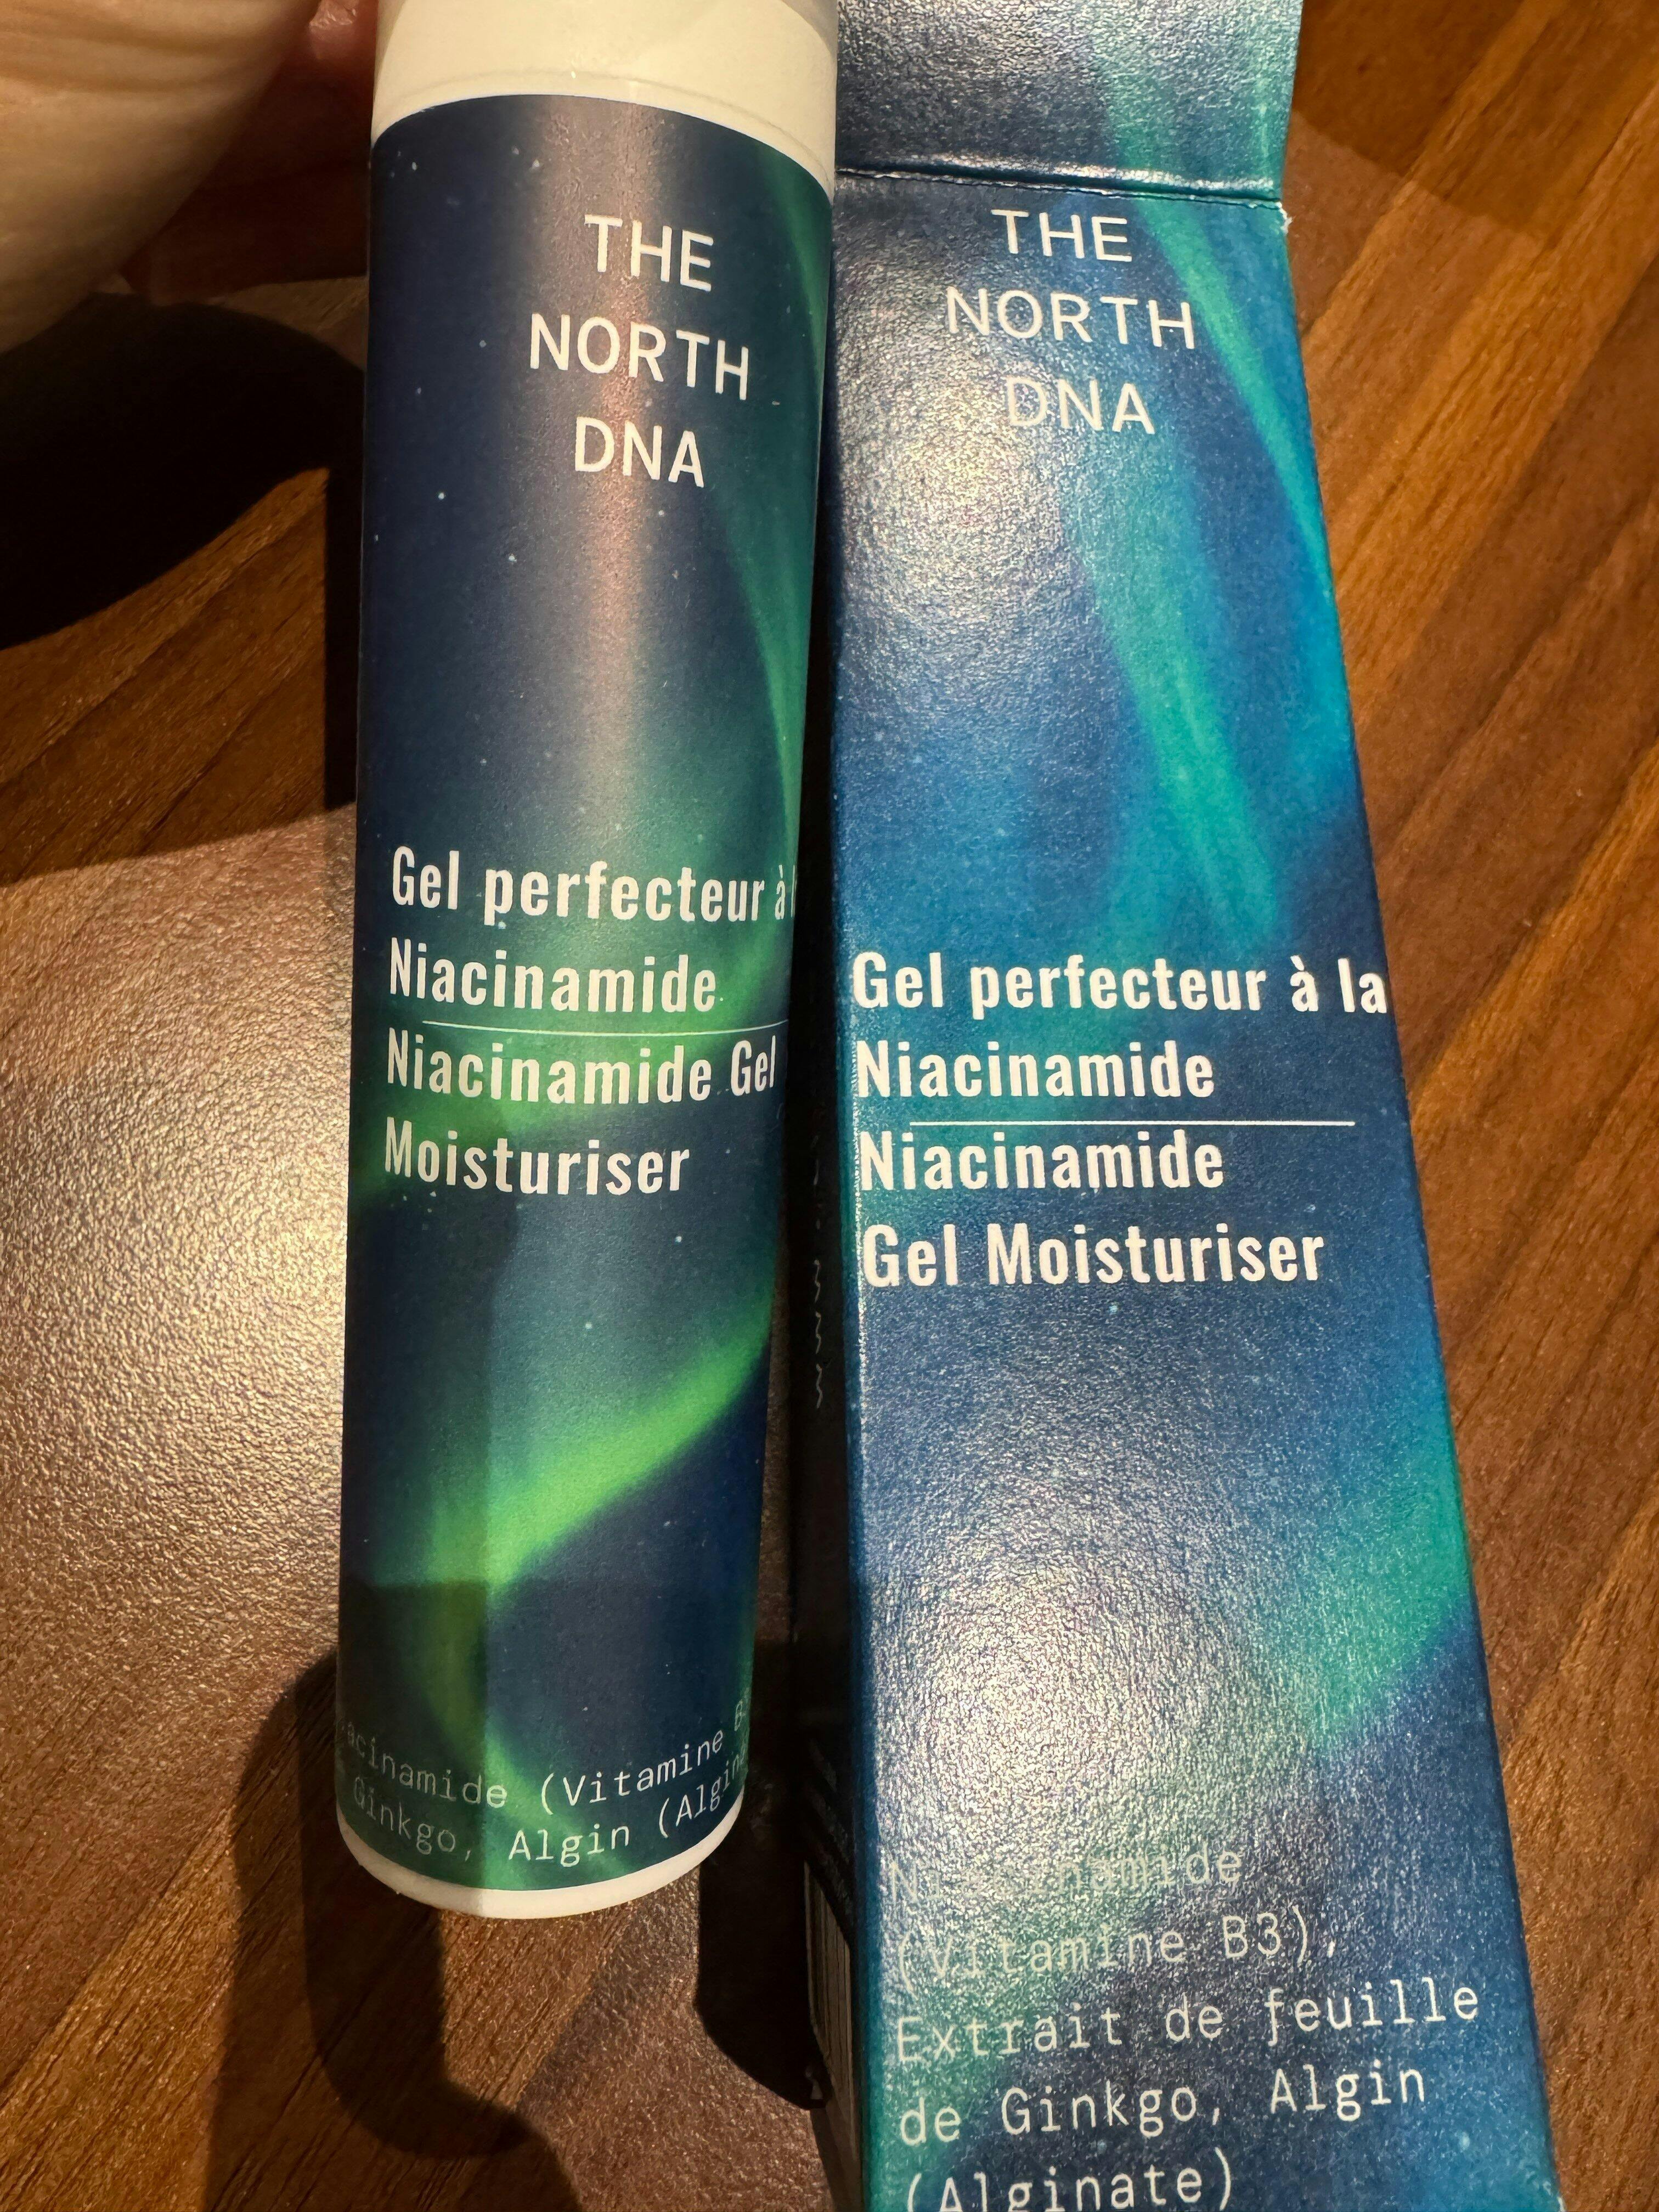 THE
NORTH
DNA
Gel perfecteur à
Niacinamide
Niacinamide Gel
Moisturiser
(Vitamine
Ginkgo, Algin
THE
NORTH
DNA
Gel perfecteur à la
Niacinamide
Niacinamide
Gel Moisturiser
(Vitamine B3),
Extrait de feuille
de Ginkgo, Algin
(Alginate)